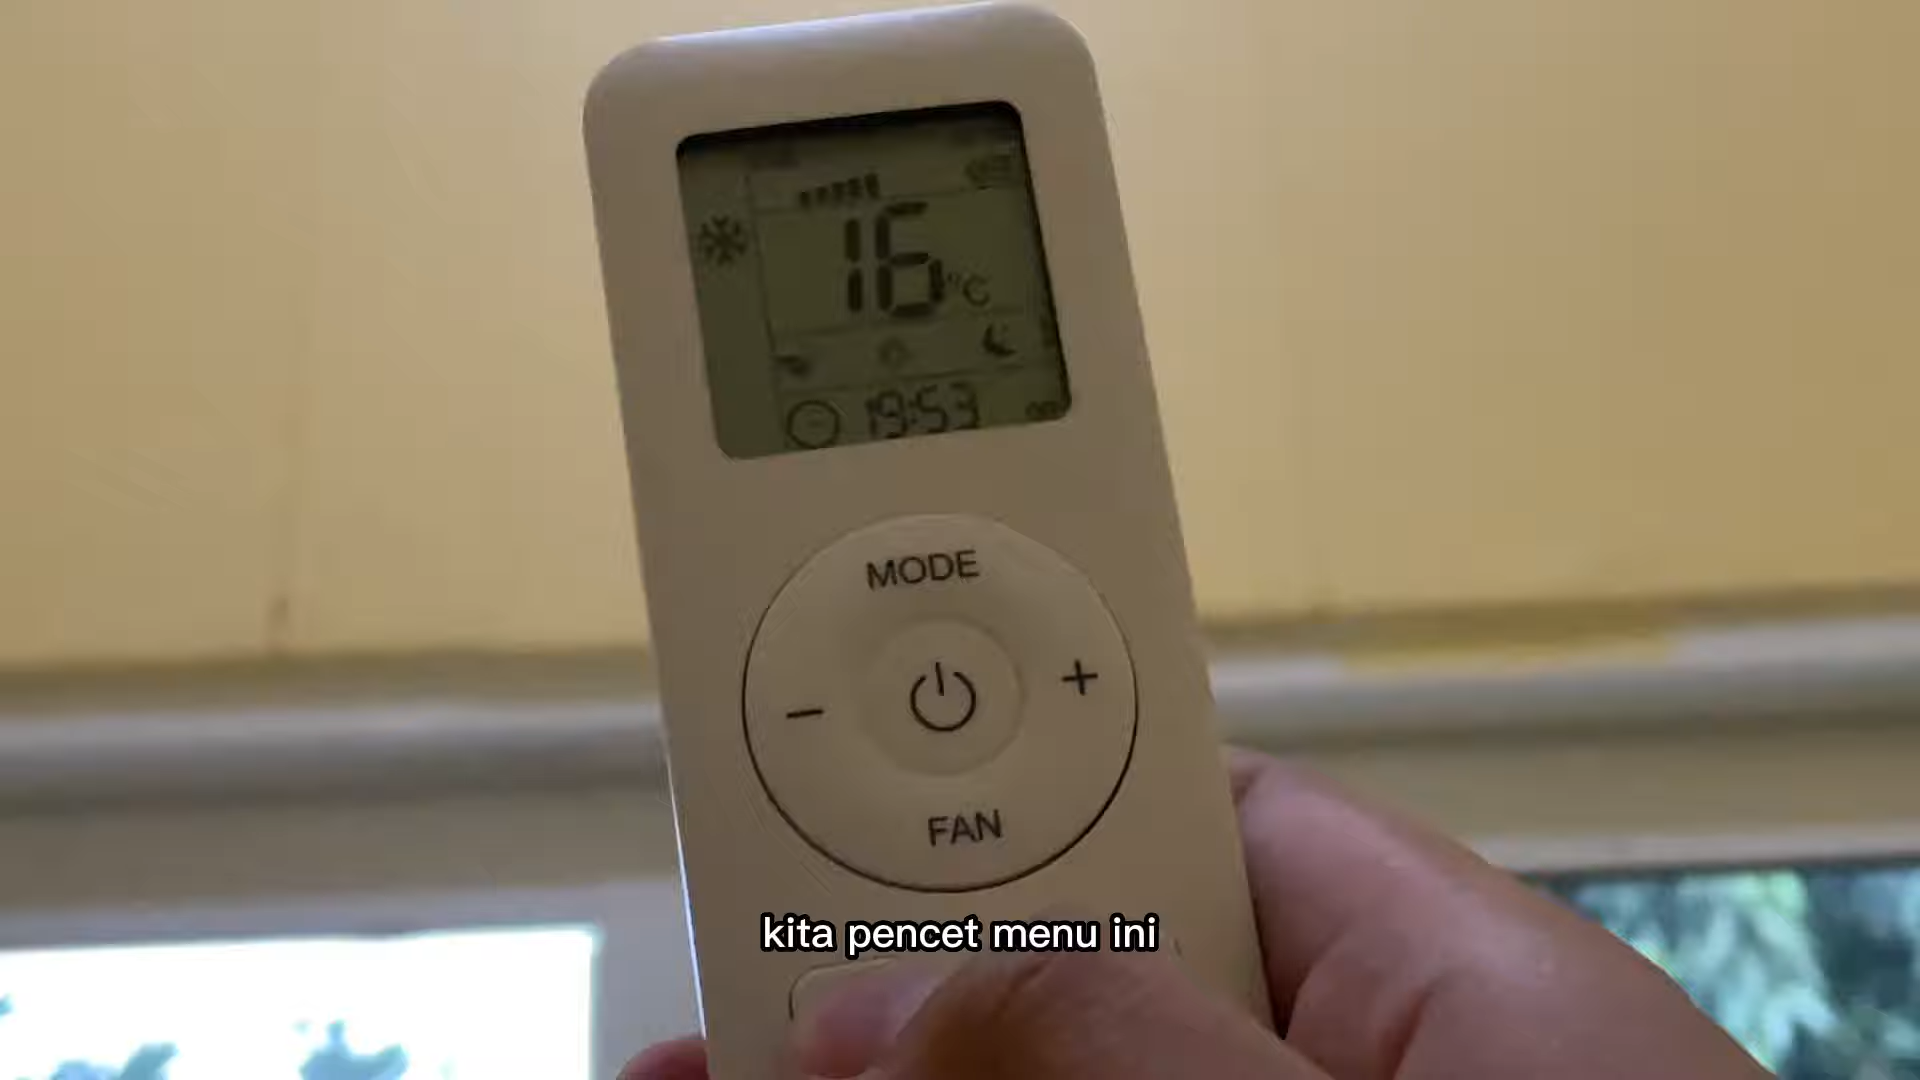 16 °C
19:53
MODE
− +
FAN
kita pencet menu ini